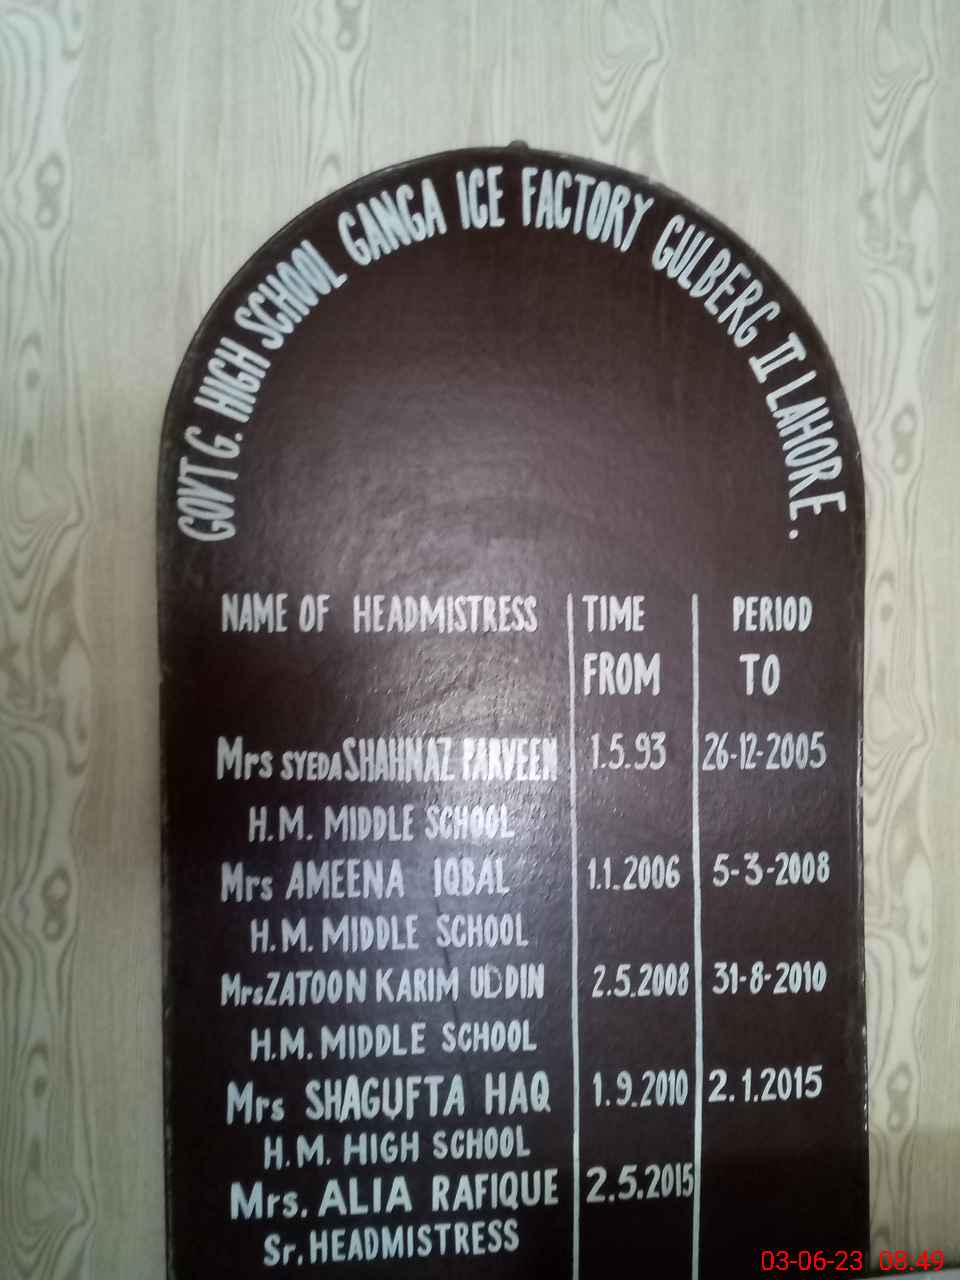 GOVT G. HIGH SCHOOL GANGA ICE FACTORY GULBERG II LAHORE.
NAME OF HEADMISTRESS TIME PERIOD
FROM TO
Mrs SYEDA SHAHNAZ PARVEEN 1.5.93 26-12-2005
H.M. MIDDLE SCHOOL
Mrs AMEENA IQBAL 1.1.2006 5-3-2008
H.M. MIDDLE SCHOOL
Mrs ZATOON KARIM UDDIN 2.5.2008 31-8-2010
H.M. MIDDLE SCHOOL
Mrs SHAGUFTA HAQ 1.9.2010 2.1.2015
H.M. HIGH SCHOOL
Mrs. ALIA RAFIQUE 2.5.2015
Sr. HEADMISTRESS
03-06-23 08:49